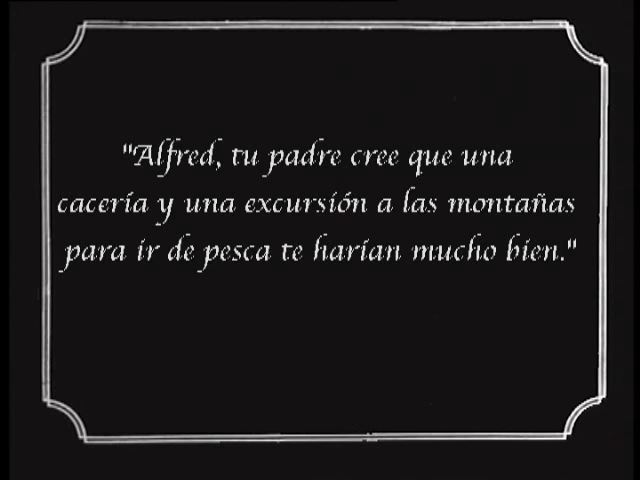 "Alfred, tu padre cree que una
cacería y una excursión a las montañas
para ir de pesca te harían mucho bien."